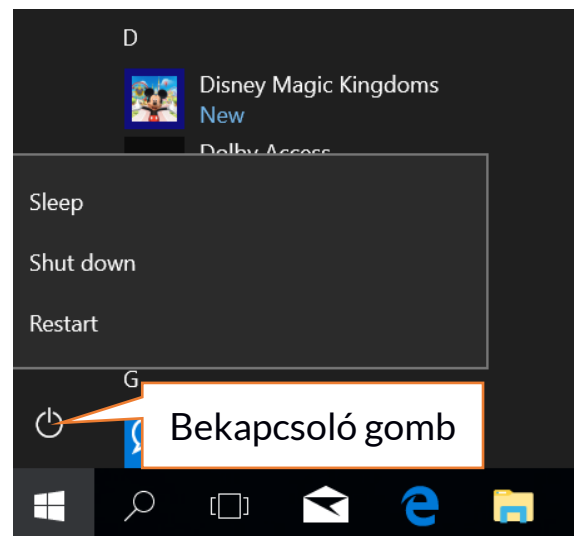 D
Disney Magic Kingdoms
New
Dolby Access
Sleep
Shut down
Restart
G
Bekapcsoló gomb